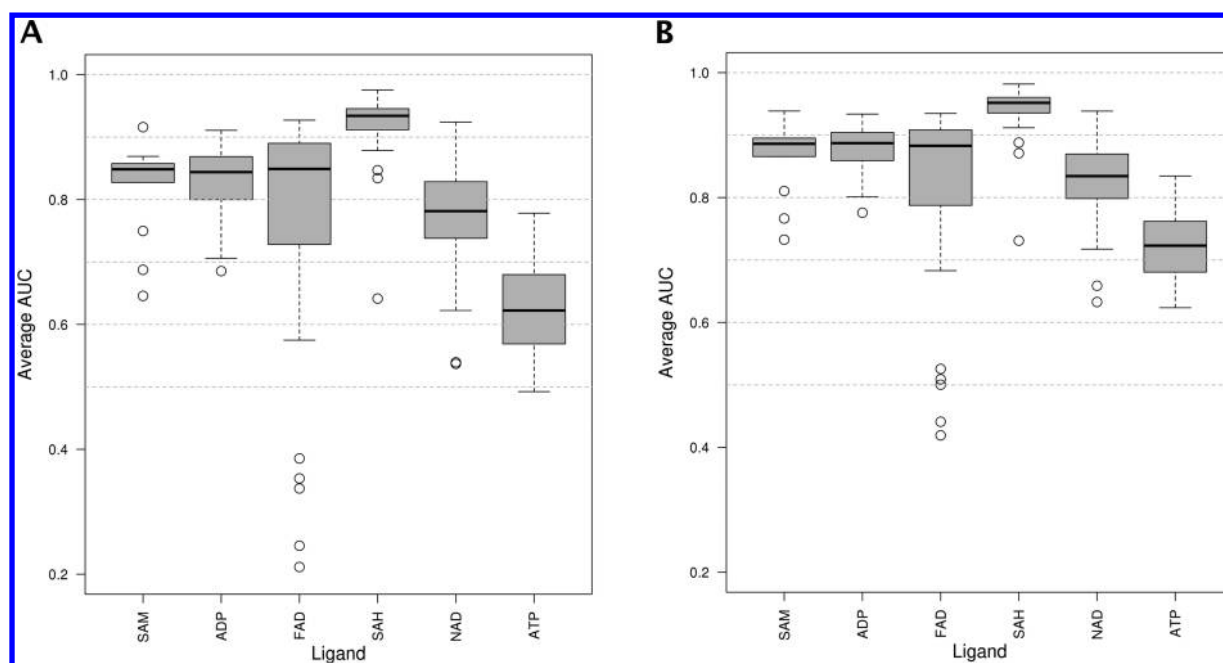 A
Average AUC
1.0
0.8
0.6
0.4
0.2
SAM
ADP
FAD
SAH
NAD
ATP
Ligand
B
Average AUC
1.0
0.8
0.6
0.4
0.2
SAM
ADP
FAD
SAH
NAD
ATP
Ligand